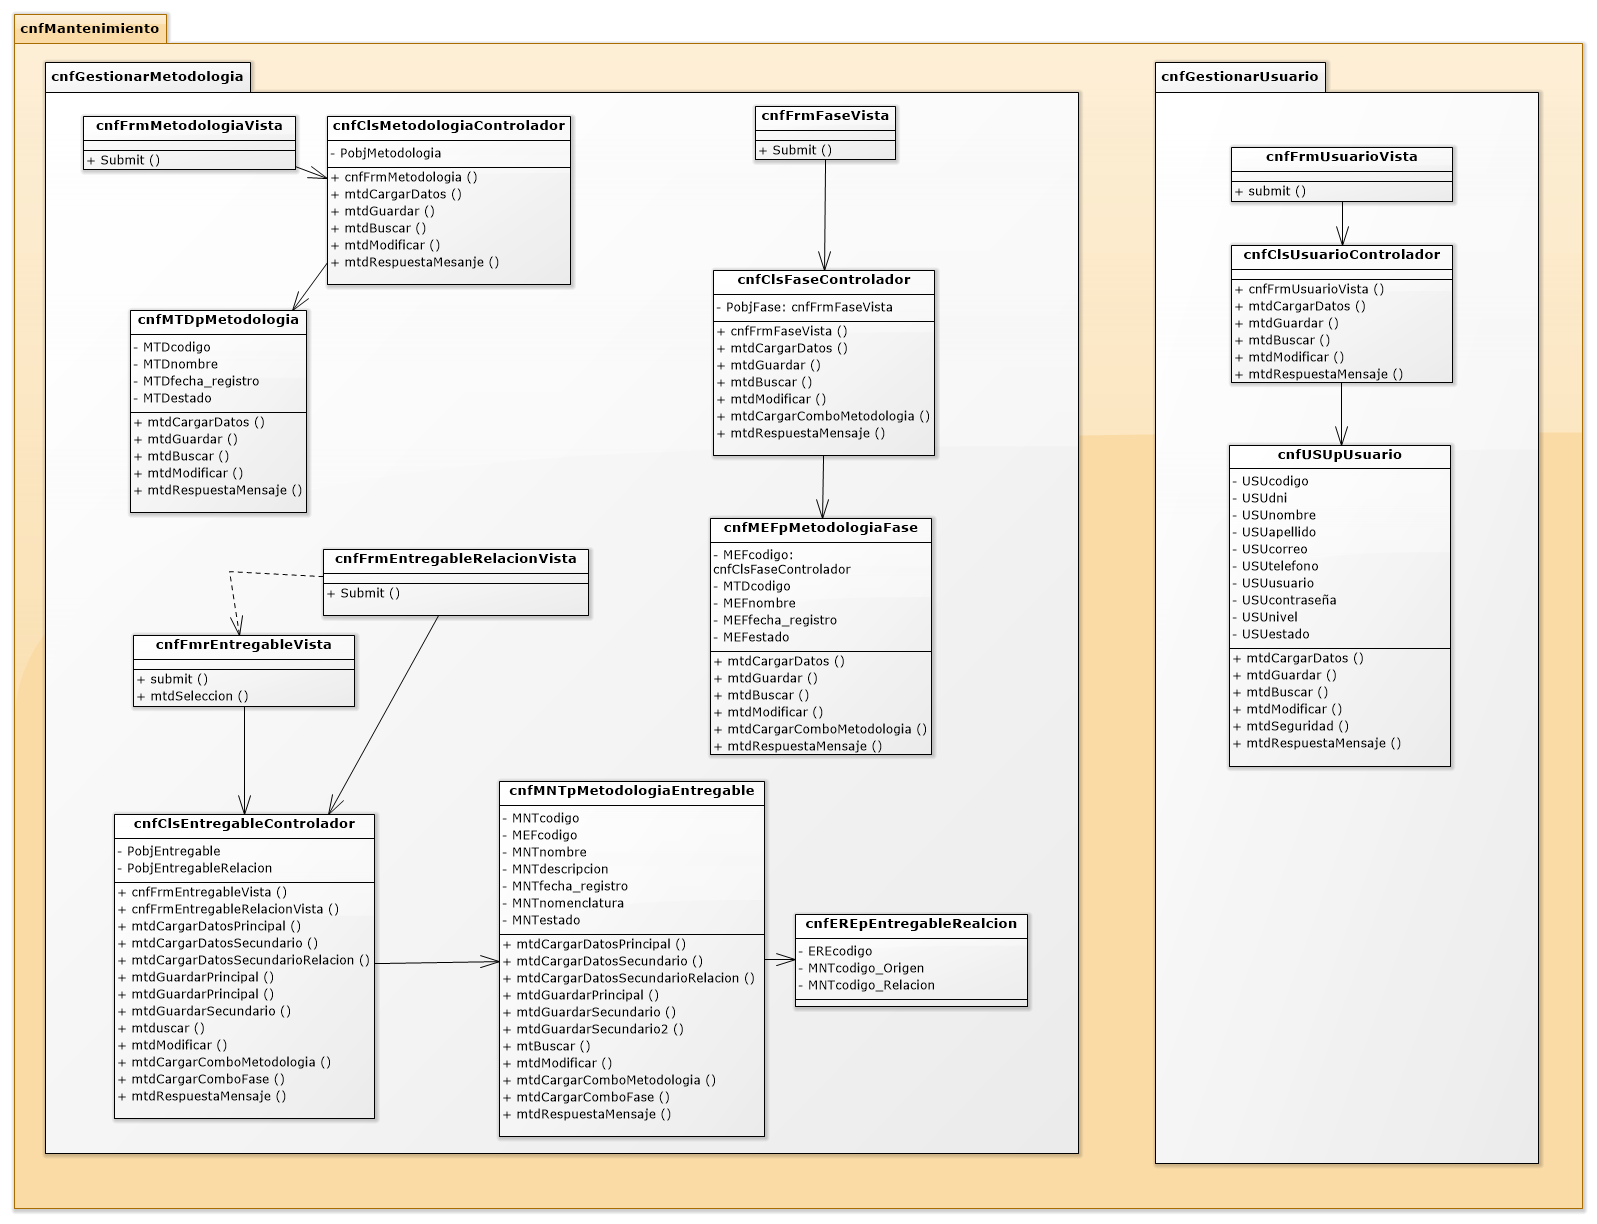 cnfMantenimiento
cnfGestionarMetodologia
cnfFrmMetodologiaVista
+ Submit ()
cnfClsMetodologiaControlador
- PobjMetodologia
+ cnfFrmMetodologia ()
+ mtdCargarDatos ()
+ mtdGuardar ()
+ mtdBuscar ()
+ mtdModificar ()
+ mtdRespuestaMesanje ()
cnfMTDpMetodologia
- MTDcodigo
- MTDnombre
- MTDfecha_registro
- MTDestado
+ mtdCargarDatos ()
+ mtdGuardar ()
+ mtdBuscar ()
+ mtdModificar ()
+ mtdRespuestaMensaje ()
cnfFrmFaseVista
+ Submit ()
cnfClsFaseControlador
- PobjFase: cnfFrmFaseVista
+ cnfFrmFaseVista ()
+ mtdCargarDatos ()
+ mtdGuardar ()
+ mtdBuscar ()
+ mtdModificar ()
+ mtdCargarComboMetodologia ()
+ mtdRespuestaMensaje ()
cnfMEFpMetodologiaFase
- MEFcodigo:
cnfClsFaseControlador
- MTDcodigo
- MEFnombre
- MEFfecha_registro
- MEFestado
+ mtdCargarDatos ()
+ mtdGuardar ()
+ mtdBuscar ()
+ mtdModificar ()
+ mtdCargarComboMetodologia ()
+ mtdRespuestaMensaje ()
cnfFrmEntregableRelacionVista
+ Submit ()
cnfFmrEntregableVista
+ submit ()
+ mtdSeleccion ()
cnfClsEntregableControlador
- PobjEntregable
- PobjEntregableRelacion
+ cnfFrmEntregableVista ()
+ cnfFrmEntregableRelacionVista ()
+ mtdCargarDatosPrincipal ()
+ mtdCargarDatosSecundario ()
+ mtdCargarDatosSecundarioRelacion ()
+ mtdGuardarPrincipal ()
+ mtdGuardarPrincipal ()
+ mtdGuardarSecundario ()
+ mtduscar ()
+ mtdModificar ()
+ mtdCargarComboMetodologia ()
+ mtdCargarComboFase ()
+ mtdRespuestaMensaje ()
cnfMNTpMetodologiaEntregable
- MNTcodigo
- MEFcodigo
- MNTnombre
- MNTdescripcion
- MNTfecha_registro
- MNTnomenclatura
- MNTestado
+ mtdCargarDatosPrincipal ()
+ mtdCargarDatosSecundario ()
+ mtdCargarDatosSecundarioRelacion ()
+ mtdGuardarPrincipal ()
+ mtdGuardarSecundario ()
+ mtdGuardarSecundario2 ()
+ mtBuscar ()
+ mtdModificar ()
+ mtdCargarComboMetodologia ()
+ mtdCargarComboFase ()
+ mtdRespuestaMensaje ()
cnfEREpEntregableRealcion
- EREcodigo
- MNTcodigo_Origen
- MNTcodigo_Relacion
cnfGestionarUsuario
cnfFrmUsuarioVista
+ submit ()
cnfClsUsuarioControlador
+ cnfFrmUsuarioVista ()
+ mtdCargarDatos ()
+ mtdGuardar ()
+ mtdBuscar ()
+ mtdModificar ()
+ mtdRespuestaMensaje ()
cnfUSUpUsuario
- USUcodigo
- USUdni
- USUnombre
- USUapellido
- USUcorreo
- USUtelefono
- USUusuario
- USUcontraseña
- USUnivel
- USUestado
+ mtdCargarDatos ()
+ mtdGuardar ()
+ mtdBuscar ()
+ mtdModificar ()
+ mtdSeguridad ()
+ mtdRespuestaMensaje ()